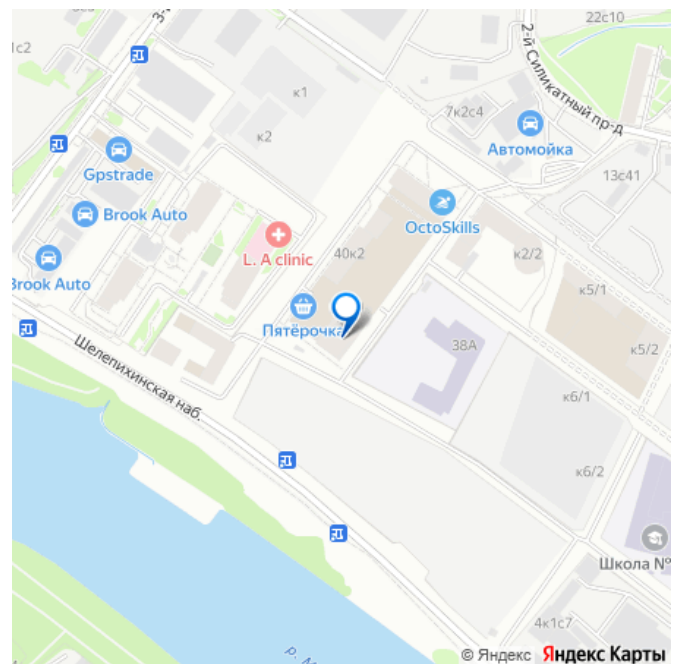 22с10
3-й
1с2
2-й Силикатный пр-д
к1
7к2с4
к2
Автомойка
Gpstrade
13с41
Brook Auto
OctoSkills
40к2
к2/2
L. A clinic
Brook Auto
к5/1
Пятёрочка
38А
к5/2
Шелепихинская наб.
к6/1
к6/2
Школа №
4к1с7
р. М
© Яндекс Яндекс Карты